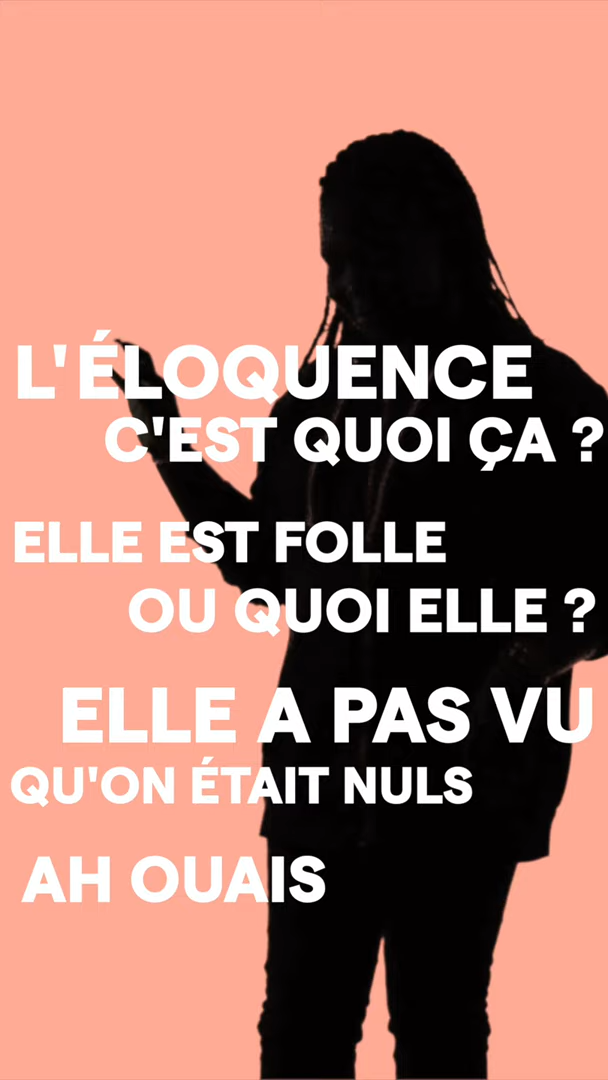 L'ÉLOQUENCE
C'EST QUOI ÇA ?
ELLE EST FOLLE
OU QUOI ELLE ?
ELLE A PAS VU
QU'ON ÉTAIT NULS
AH OUAIS